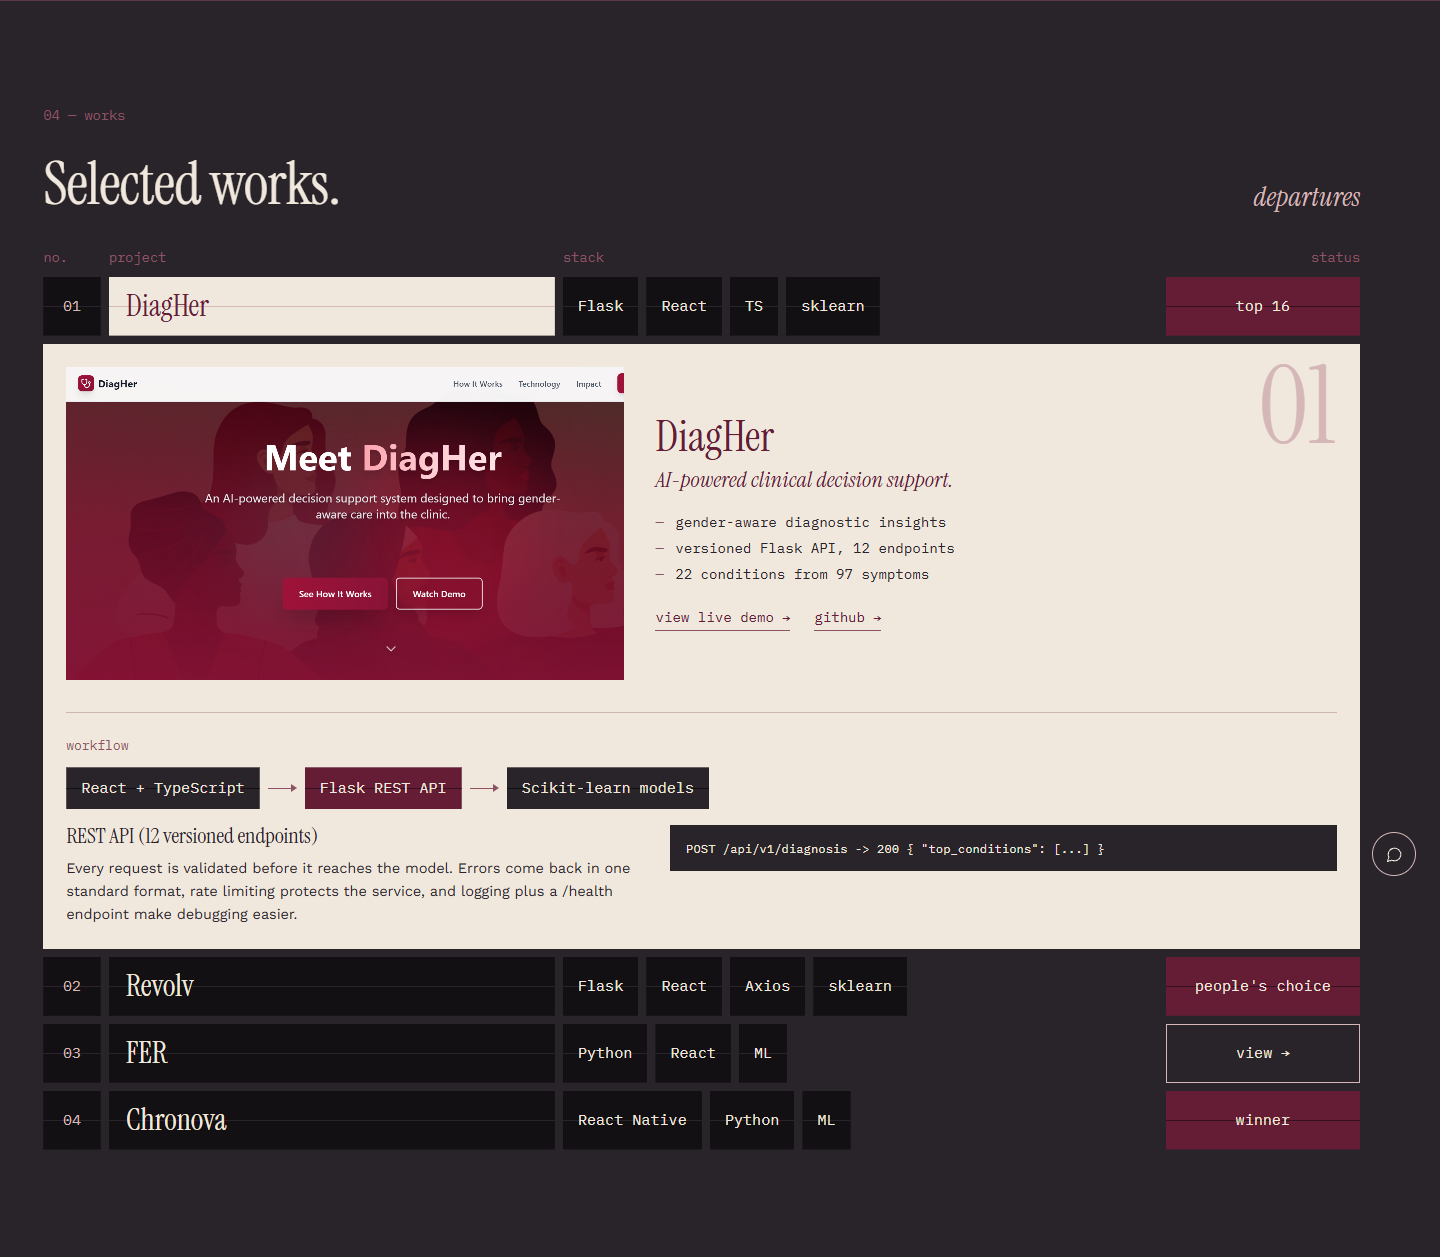 04 — works
Selected works.
departures
no. project stack status
01 DiagHer Flask React TS sklearn top 16
DiagHer How It Works Technology Impact
Meet DiagHer
An AI-powered decision support system designed to bring gender-
aware care into the clinic.
See How It Works Watch Demo
01
DiagHer
AI-powered clinical decision support.
— gender-aware diagnostic insights
— versioned Flask API, 12 endpoints
— 22 conditions from 97 symptoms
view live demo → github →
workflow
React + TypeScript Flask REST API Scikit-learn models
REST API (12 versioned endpoints)
Every request is validated before it reaches the model. Errors come back in one
standard format, rate limiting protects the service, and logging plus a /health
endpoint make debugging easier.
POST /api/v1/diagnosis -> 200 { "top_conditions": [...] }
02 Revolv Flask React Axios sklearn people's choice
03 FER Python React ML view →
04 Chronova React Native Python ML winner